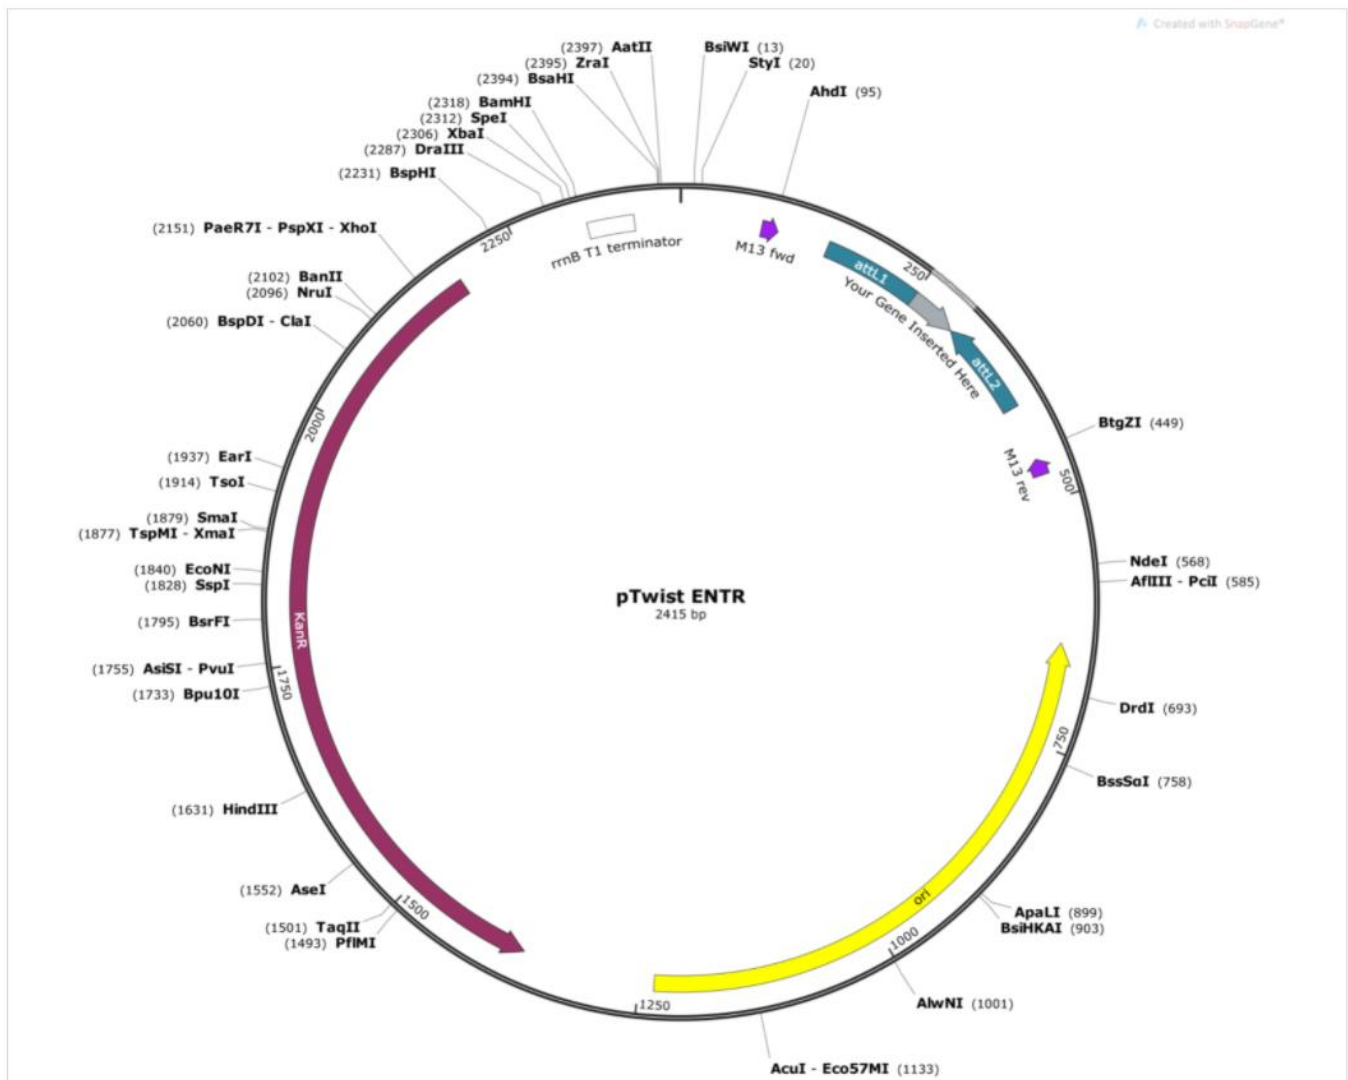 Created with SnapGene®
(2397) AatII
BsiWI (13)
(2395) ZraI
StyI (20)
(2394) BsaHI
AhdI (95)
(2318) BamHI
(2312) SpeI
(2306) XbaI
(2287) DraIII
(2231) BspHI
(2151) PaeR7I - PspXI - XhoI
2250
rrnB T1 terminator
M13 fwd
attL1
250
Your Gene Inserted Here
attL2
(2102) BanII
(2096) NruI
(2060) BspDI - ClaI
2000
BtgZI (449)
M13 rev
500
(1937) EarI
(1914) TsoI
(1879) SmaI
(1877) TspMI - XmaI
(1840) EcoNI
(1828) SspI
(1795) BsrFI
KanR
NdeI (568)
AflIII - PciI (585)
pTwist ENTR
2415 bp
(1755) AsiSI - PvuI
1750
(1733) Bpu10I
DrdI (693)
750
BssSαI (758)
(1631) HindIII
(1552) AseI
1500
(1501) TaqII
(1493) PflMI
ori
ApaLI (899)
BsiHKAI (903)
1000
AlwNI (1001)
1250
AcuI - Eco57MI (1133)